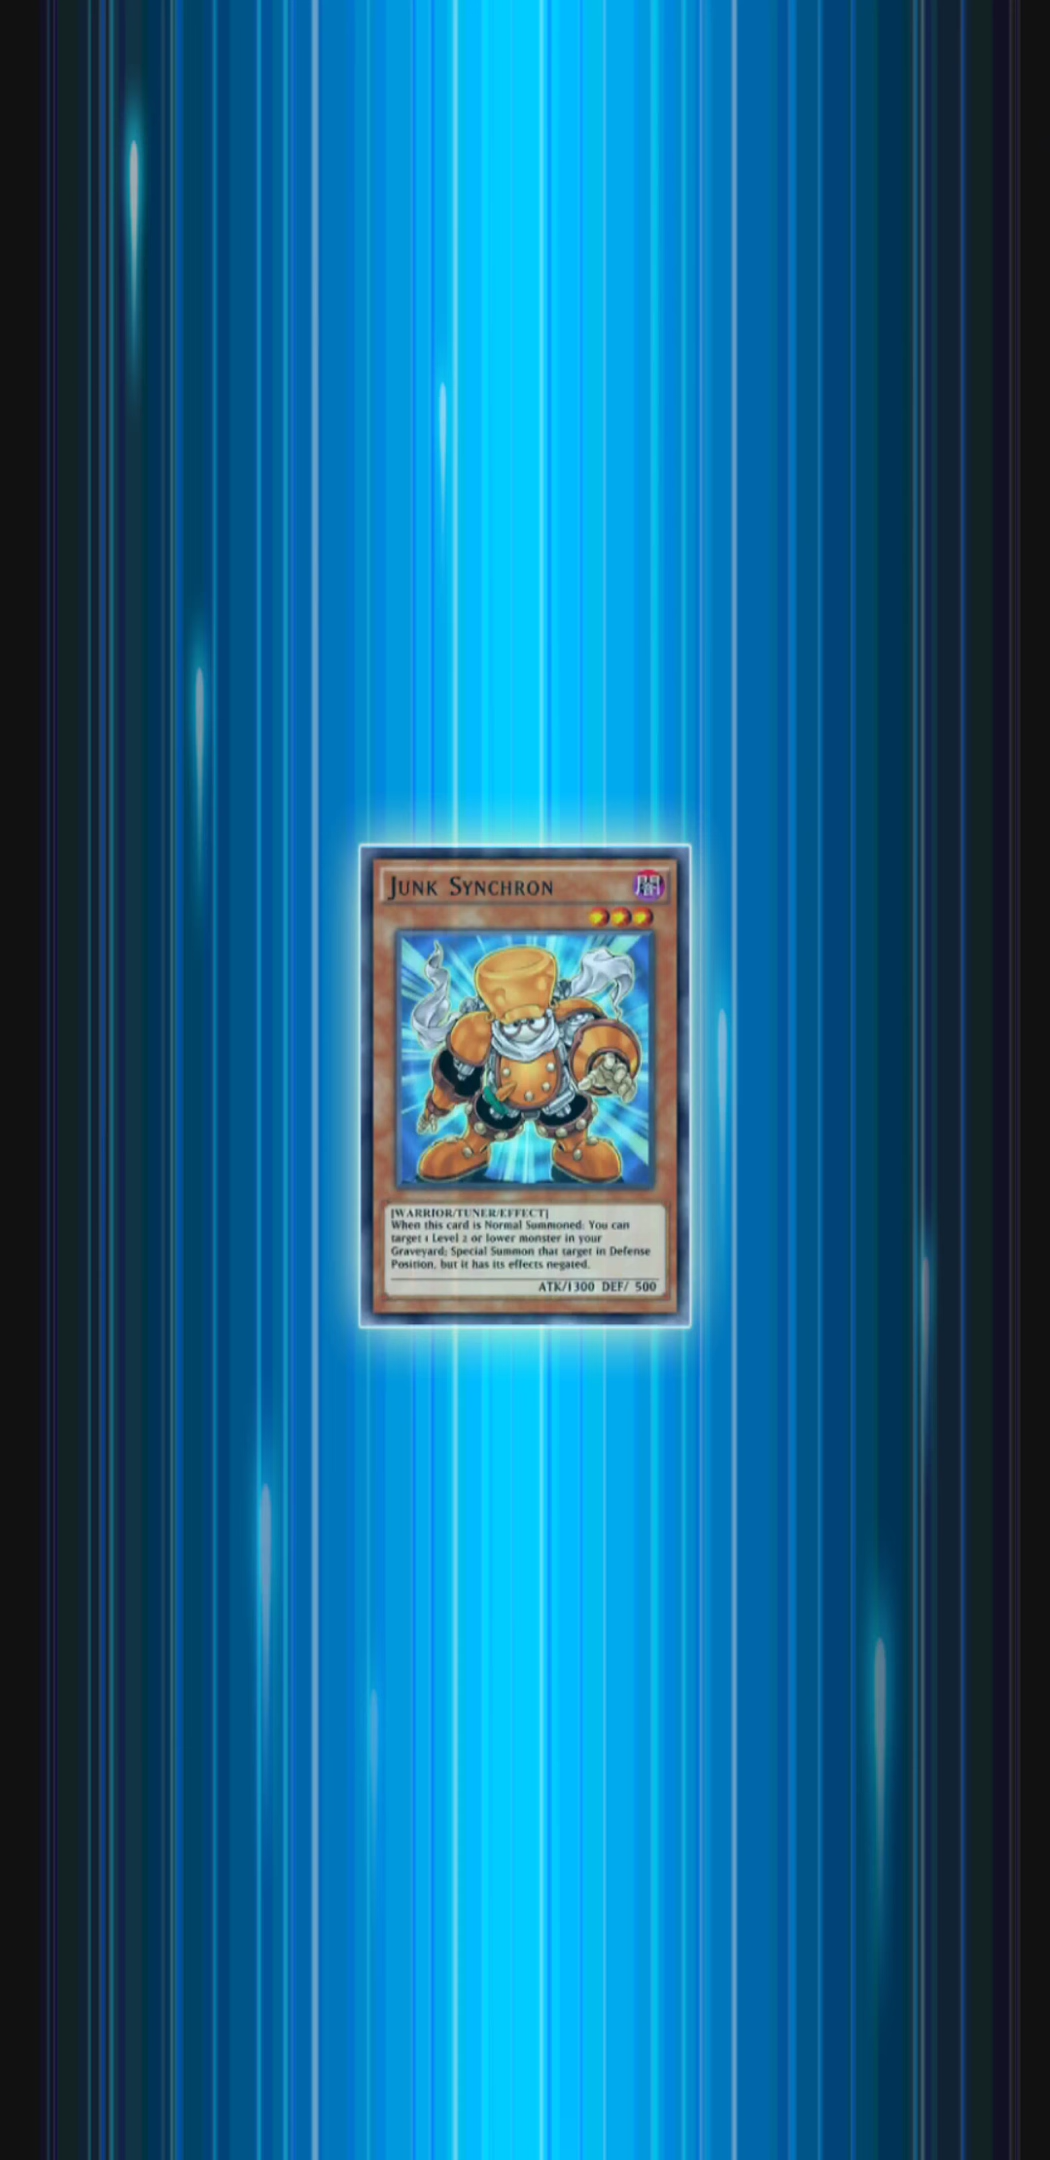 JUNK SYNCHRON
闇
[WARRIOR/TUNER/EFFECT]
When this card is Normal Summoned: You can
target 1 Level 2 or lower monster in your
Graveyard; Special Summon that target in Defense
Position, but it has its effects negated.
ATK/1300 DEF/ 500